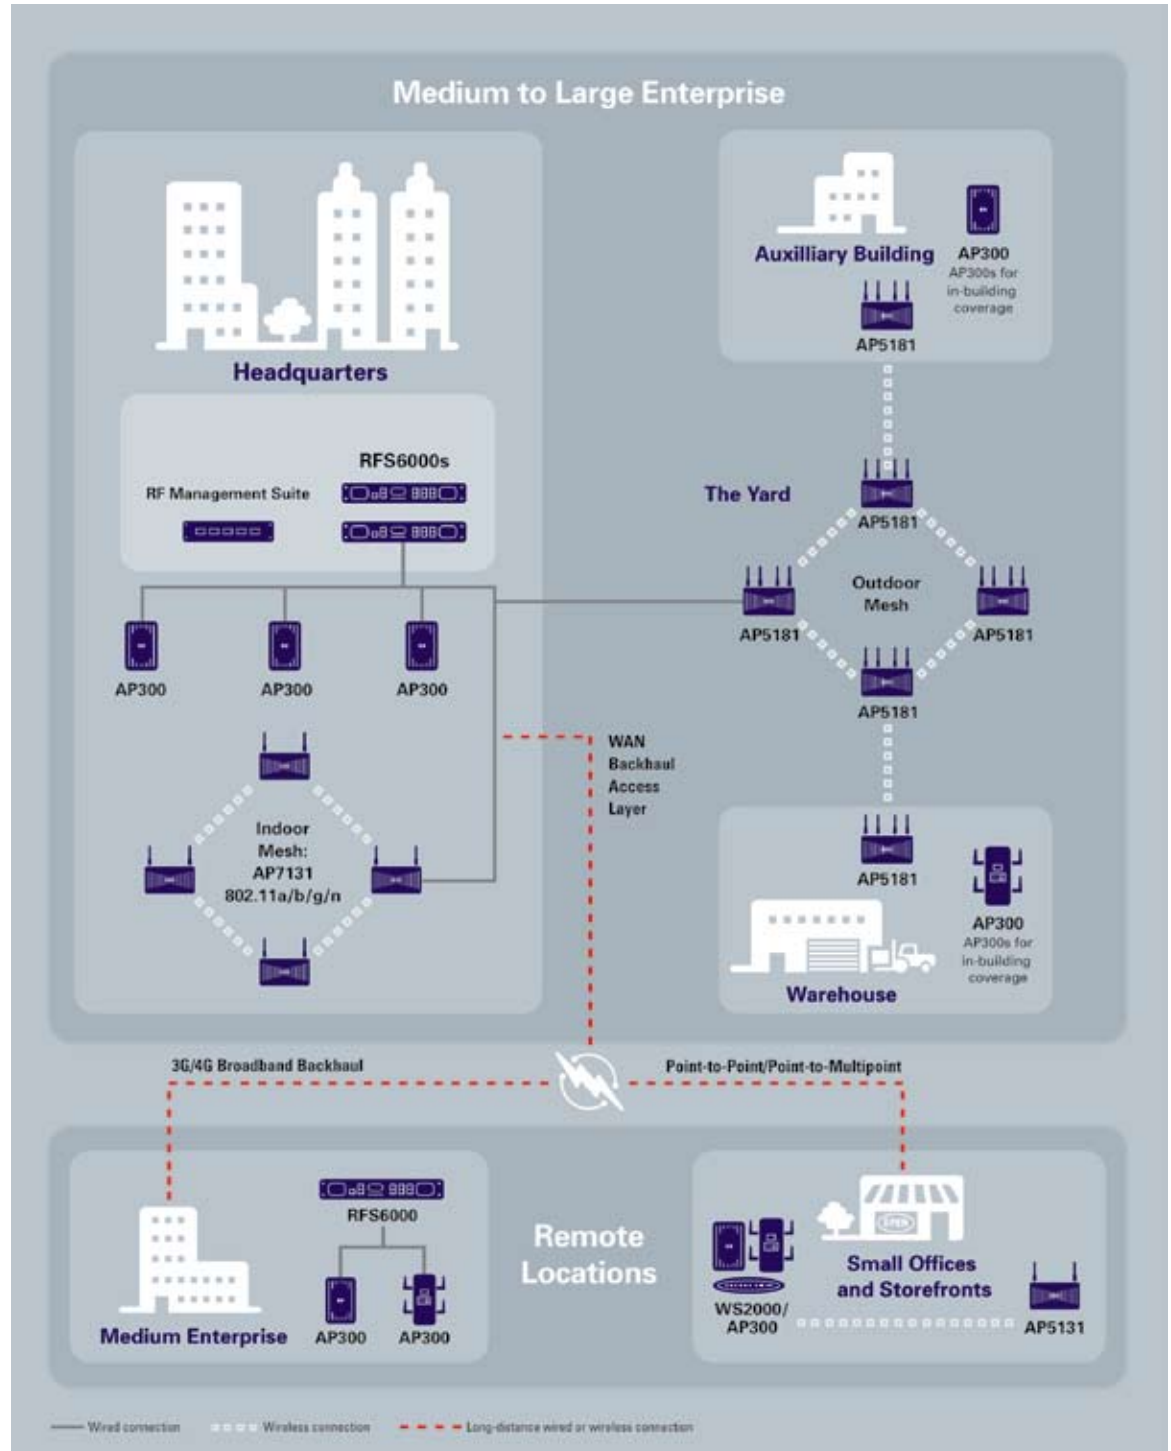 Medium to Large Enterprise
Headquarters
RFS6000s
RF Management Suite
AP300
AP300
AP300
Indoor
Mesh:
AP7131
802.11a/b/g/n
WAN
Backhaul
Access
Layer
Auxilliary Building
AP300
AP300s for
in-building
coverage
AP5181
The Yard
AP5181
Outdoor
Mesh
AP5181
AP5181
AP5181
AP5181
AP300
AP300s for
in-building
coverage
Warehouse
3G/4G Broadband Backhaul
Point-to-Point/Point-to-Multipoint
RFS6000
AP300
AP300
Medium Enterprise
Remote
Locations
OPEN
Small Offices
and Storefronts
WS2000/
AP300
AP5131
Wired connection
Wireless connection
Long-distance wired or wireless connection